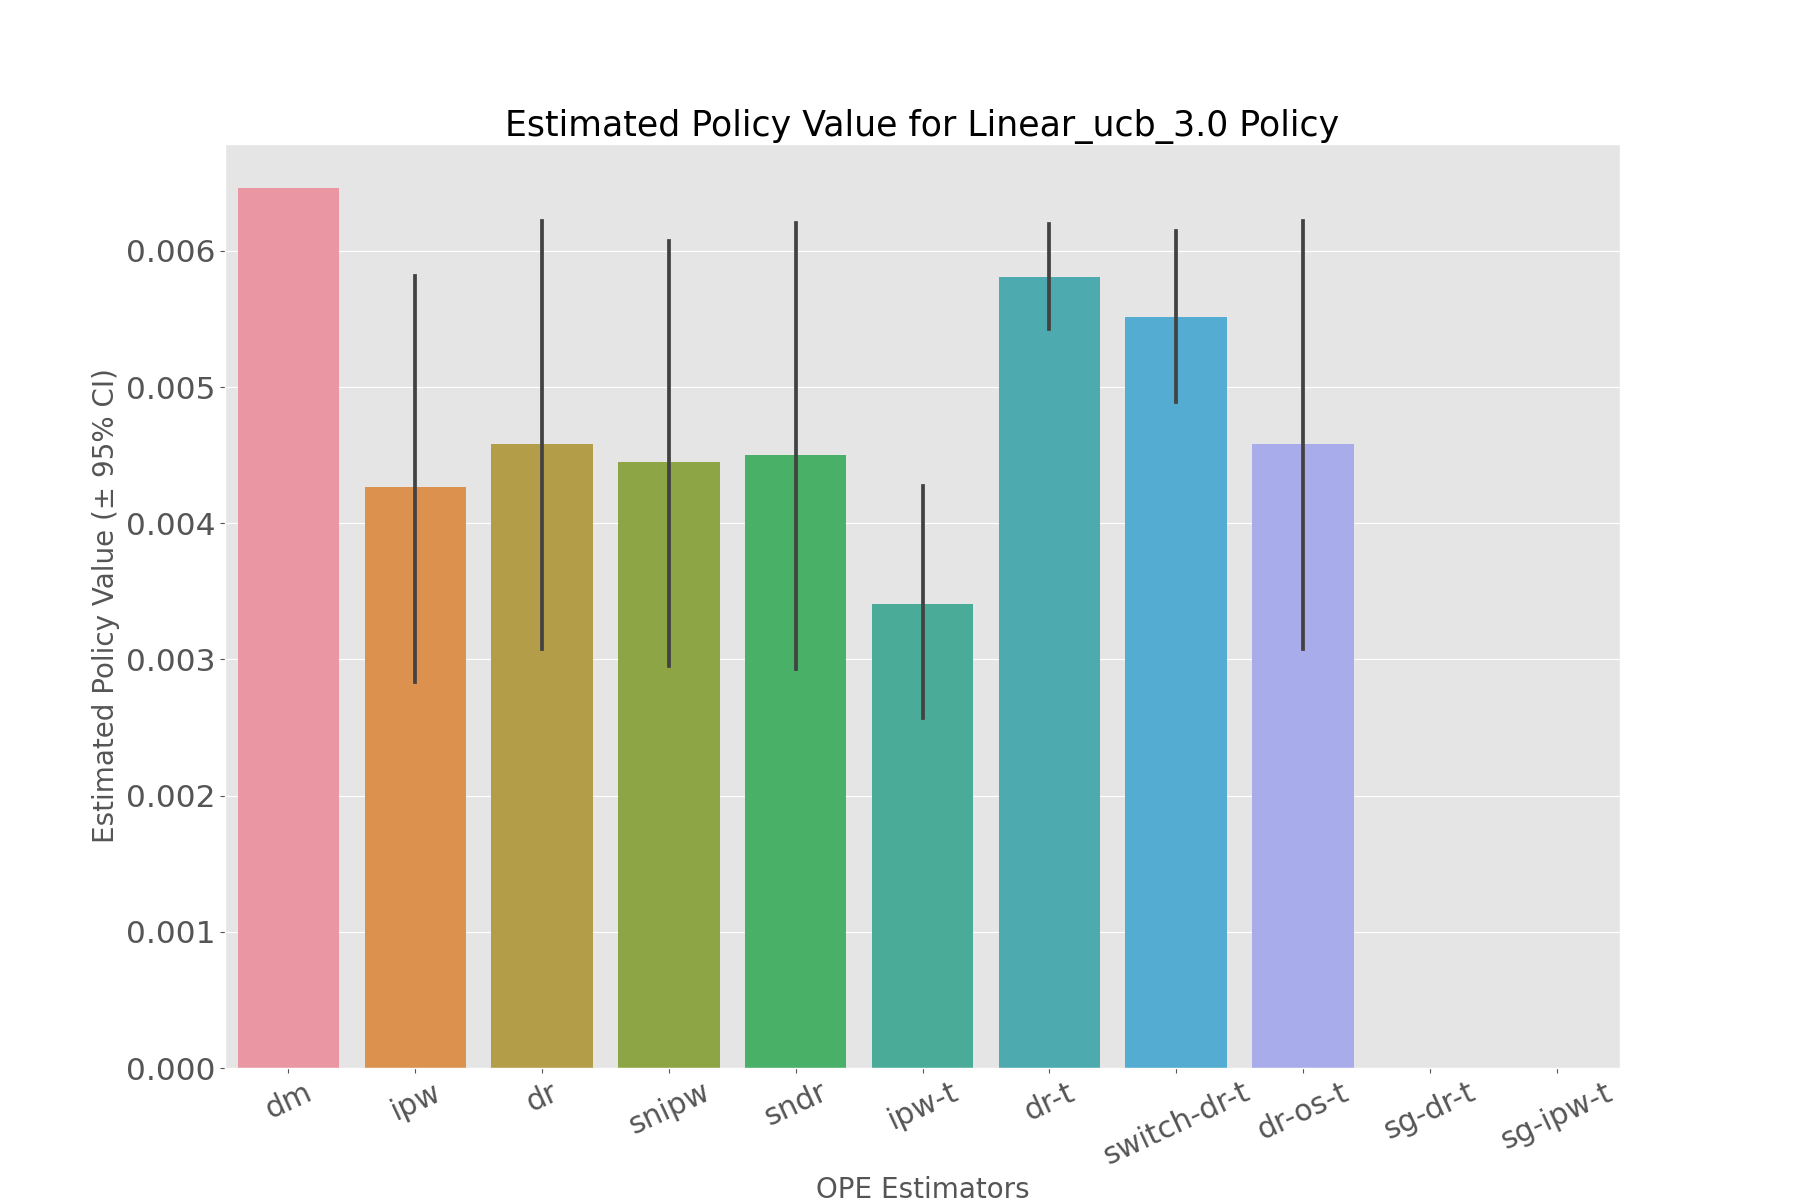 Estimated Policy Value for Linear_ucb_3.0 Policy
Estimated Policy Value (± 95% CI)
0.006
0.005
0.004
0.003
0.002
0.001
0.000
dm
ipw
dr
snipw
sndr
ipw-t
dr-t
switch-dr-t
dr-os-t
sg-dr-t
sg-ipw-t
OPE Estimators